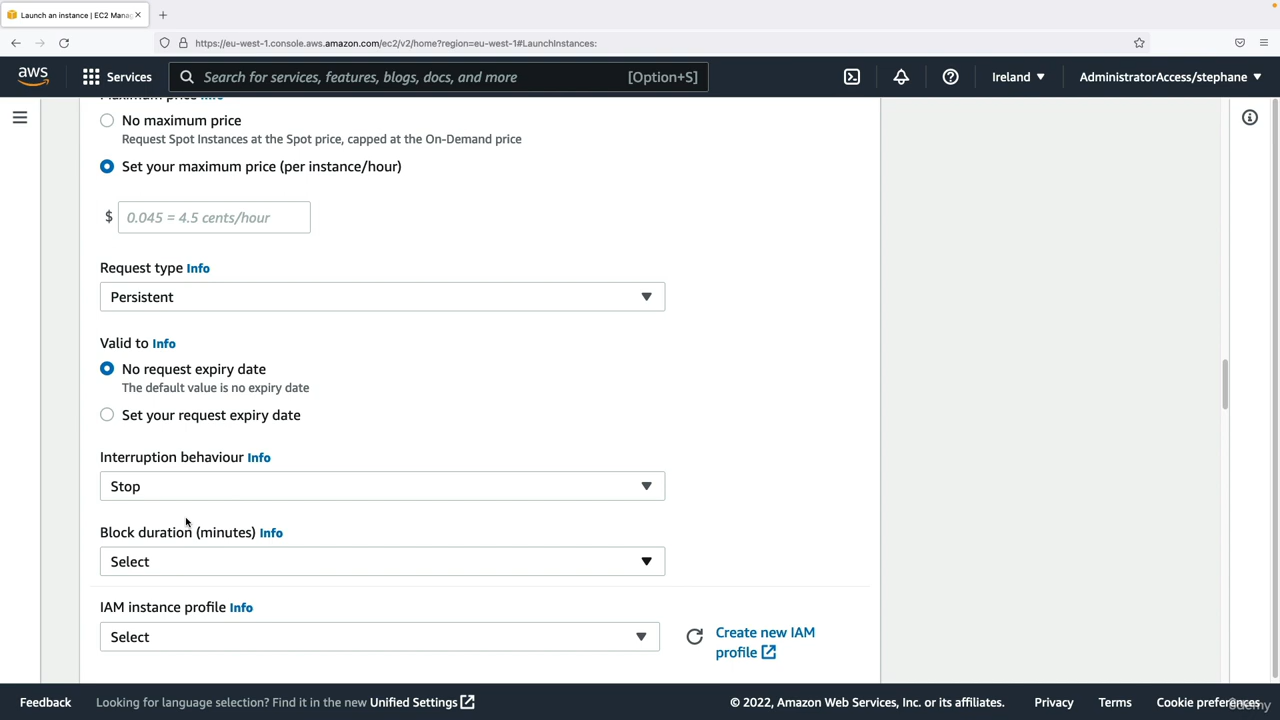 Launch an instance | EC2 Mana
https://eu-west-1.console.aws.amazon.com/ec2/v2/home?region=eu-west-1#LaunchInstances:
aws
Services
Search for services, features, blogs, docs, and more
[Option+S]
Ireland
AdministratorAccess/stephane
Maximum price Info
No maximum price
Request Spot Instances at the Spot price, capped at the On-Demand price
Set your maximum price (per instance/hour)
$
0.045 = 4.5 cents/hour
Request type Info
Persistent
Valid to Info
No request expiry date
The default value is no expiry date
Set your request expiry date
Interruption behaviour Info
Stop
Block duration (minutes) Info
Select
IAM instance profile Info
Select
Create new IAM
profile
Feedback
Looking for language selection? Find it in the new Unified Settings
© 2022, Amazon Web Services, Inc. or its affiliates.
Privacy
Terms
Cookie preferences
Udemy